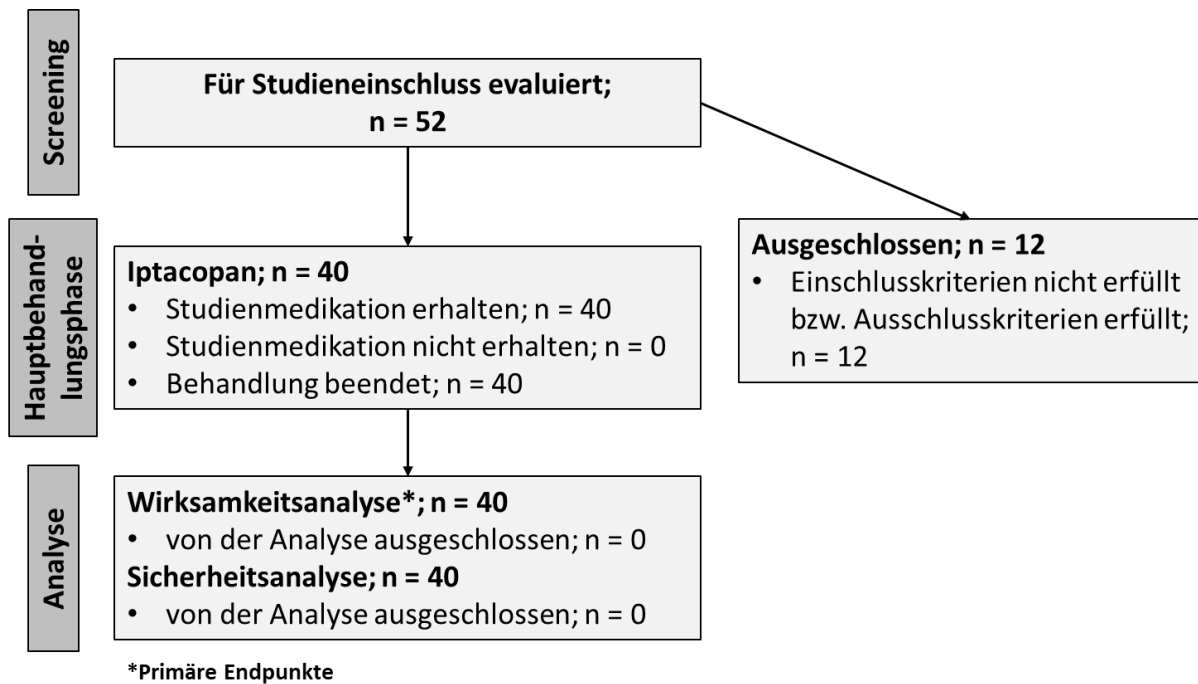 Screening
Für Studieneinschluss evaluiert;
n = 52
Hauptbehand-
lungsphase
Iptacopan; n = 40
• Studienmedikation erhalten; n = 40
• Studienmedikation nicht erhalten; n = 0
• Behandlung beendet; n = 40
Ausgeschlossen; n = 12
• Einschlusskriterien nicht erfüllt
bzw. Ausschlusskriterien erfüllt;
n = 12
Analyse
Wirksamkeitsanalyse*; n = 40
• von der Analyse ausgeschlossen; n = 0
Sicherheitsanalyse; n = 40
• von der Analyse ausgeschlossen; n = 0
*Primäre Endpunkte